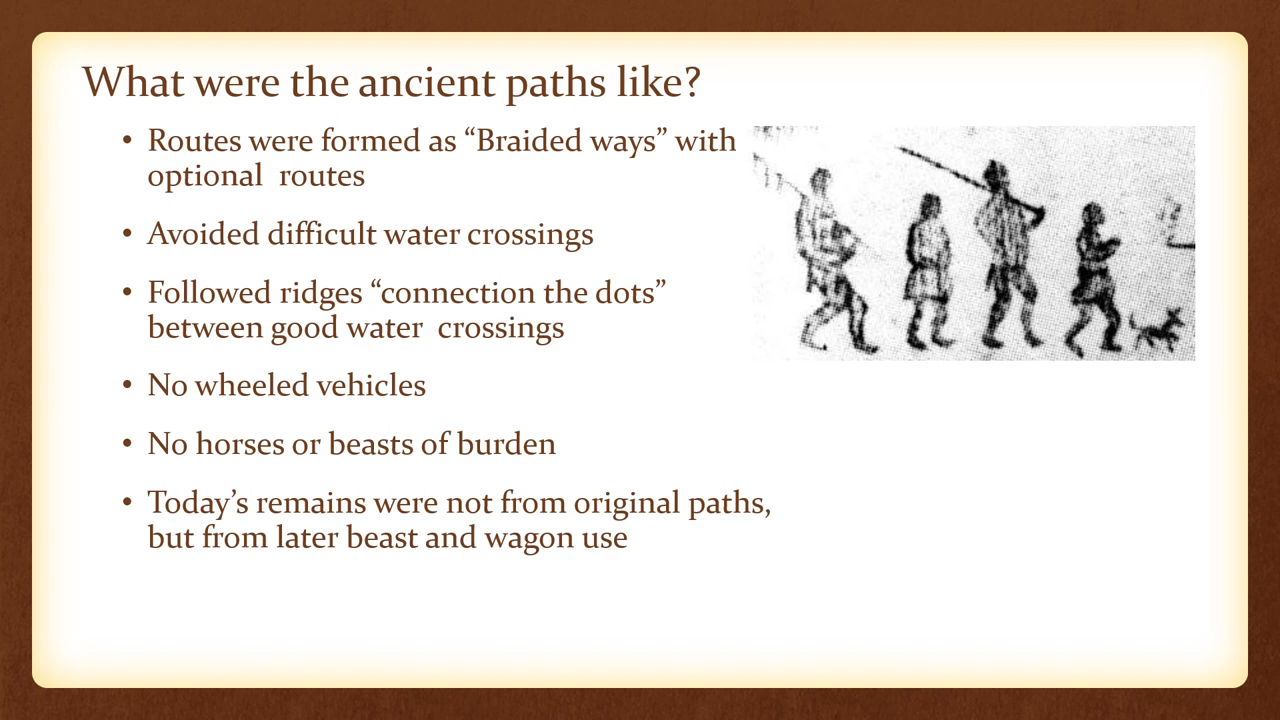 What were the ancient paths like?
• Routes were formed as “Braided ways” with
optional  routes
• Avoided difficult water crossings
• Followed ridges “connection the dots”
between good water  crossings
• No wheeled vehicles
• No horses or beasts of burden
• Today’s remains were not from original paths,
but from later beast and wagon use